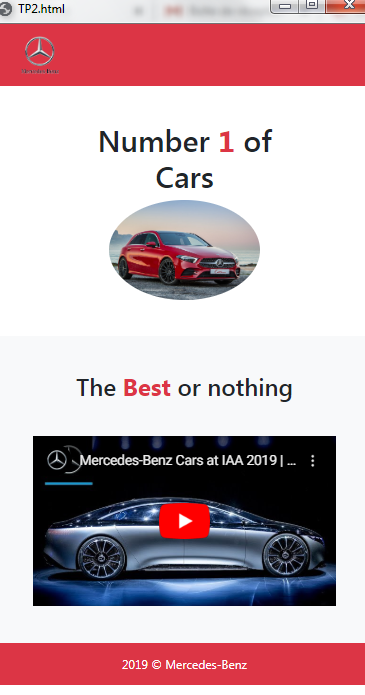 TP2.html
Number 1 of
Cars
The Best or nothing
Mercedes-Benz Cars at IAA 2019 | ...
2019 © Mercedes-Benz